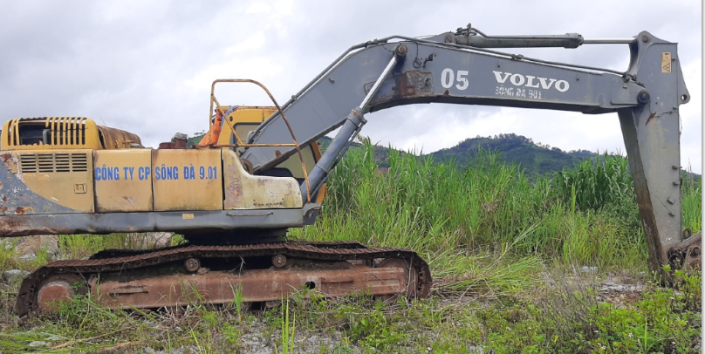 05
VOLVO
SÔNG ĐÀ 901
CÔNG TY CP SÔNG ĐÀ 9.01